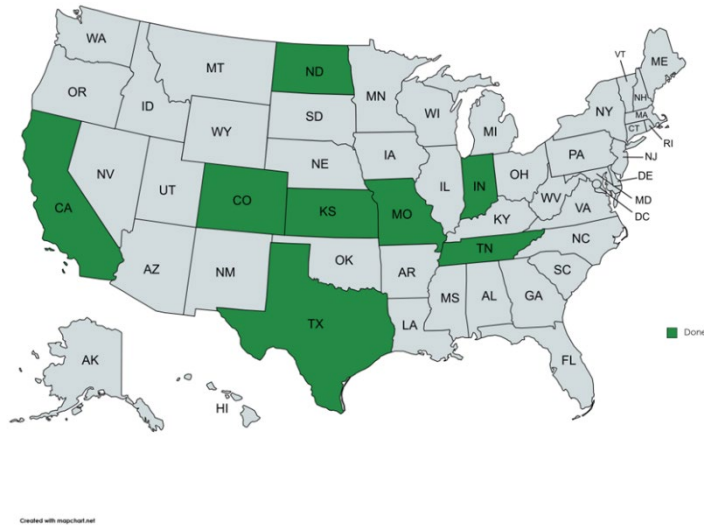 WA
MT
ND
MN
VT
ME
OR
ID
SD
WI
MI
NY
NH
MA
CT
RI
WY
NE
IA
PA
NJ
NV
UT
CO
KS
MO
IL
IN
OH
WV
VA
DE
MD
DC
CA
KY
AZ
NM
OK
AR
TN
NC
SC
TX
LA
MS
AL
GA
FL
Done
AK
HI
Created with mapchart.net